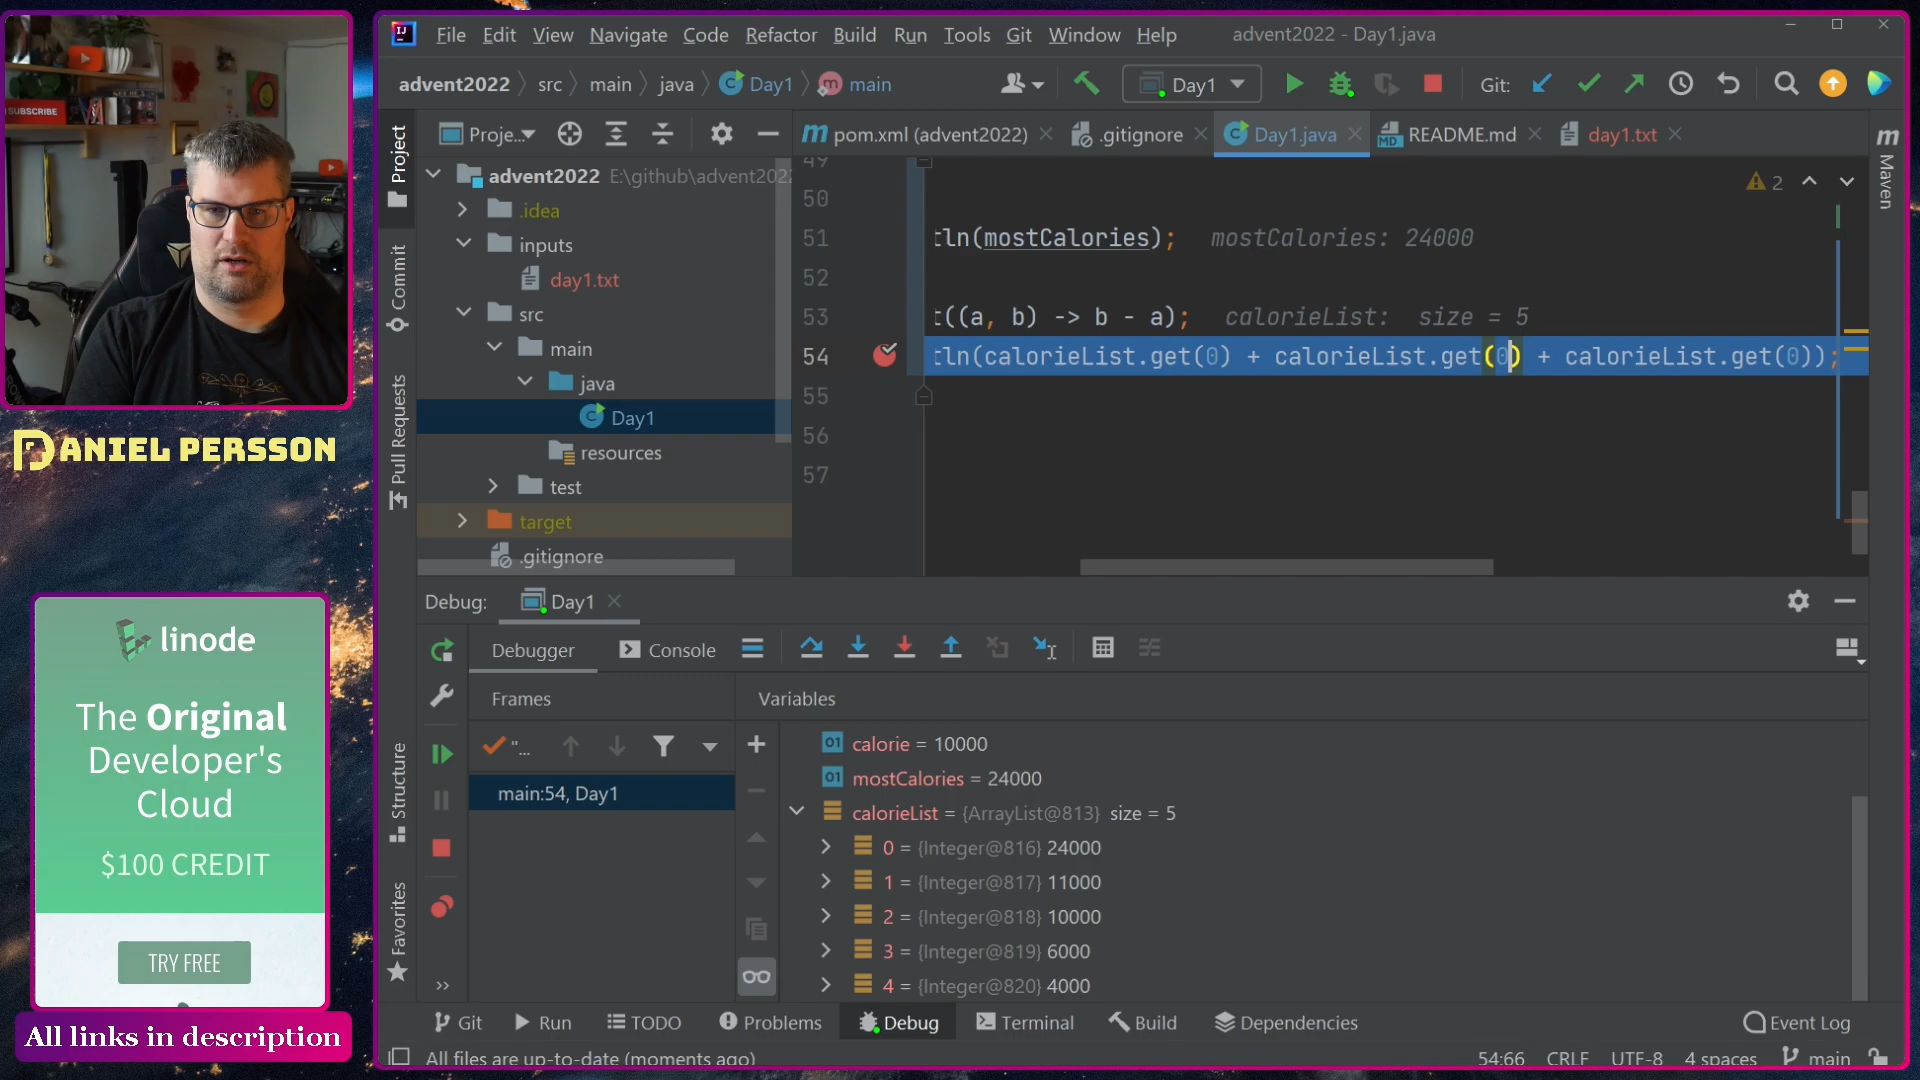 SUBSCRIBE
DANIEL PERSSON
linode
The Original
Developer's
Cloud
$100 CREDIT
TRY FREE
All links in description
IJ
File Edit View Navigate Code Refactor Build Run Tools Git Window Help advent2022 - Day1.java
advent2022 src main java Day1 m main Day1 Git:
Project
Commit
Pull Requests
Structure
Favorites
Proje...
advent2022 E:\github\advent2022
.idea
inputs
day1.txt
src
main
java
Day1
resources
test
target
.gitignore
m pom.xml (advent2022) .gitignore Day1.java README.md day1.txt
m Maven
2
49
50
51 tln(mostCalories); mostCalories: 24000
52
53 t((a, b) -> b - a); calorieList: size = 5
54 tln(calorieList.get(0) + calorieList.get(0) + calorieList.get(0));
55
56
57
Debug: Day1
Debugger Console
Frames Variables
"...
main:54, Day1
01 calorie = 10000
01 mostCalories = 24000
calorieList = {ArrayList@813} size = 5
0 = {Integer@816} 24000
1 = {Integer@817} 11000
2 = {Integer@818} 10000
3 = {Integer@819} 6000
4 = {Integer@820} 4000
Git Run TODO Problems Debug Terminal Build Dependencies Event Log
All files are up-to-date (moments ago) 54:66 CRLF UTF-8 4 spaces main